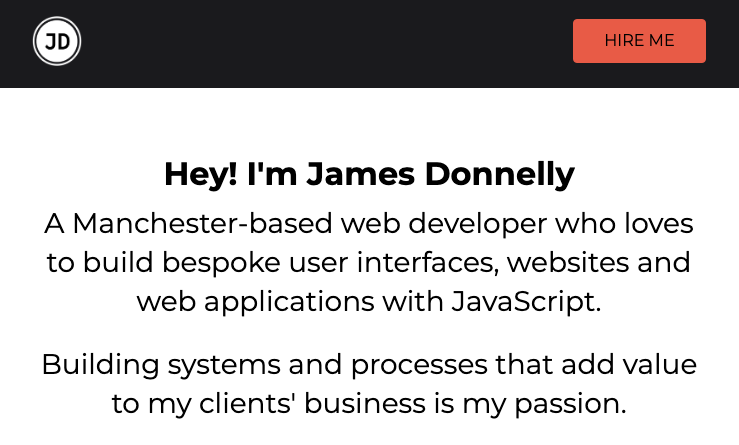 JD
HIRE ME
Hey! I'm James Donnelly
A Manchester-based web developer who loves
to build bespoke user interfaces, websites and
web applications with JavaScript.
Building systems and processes that add value
to my clients' business is my passion.